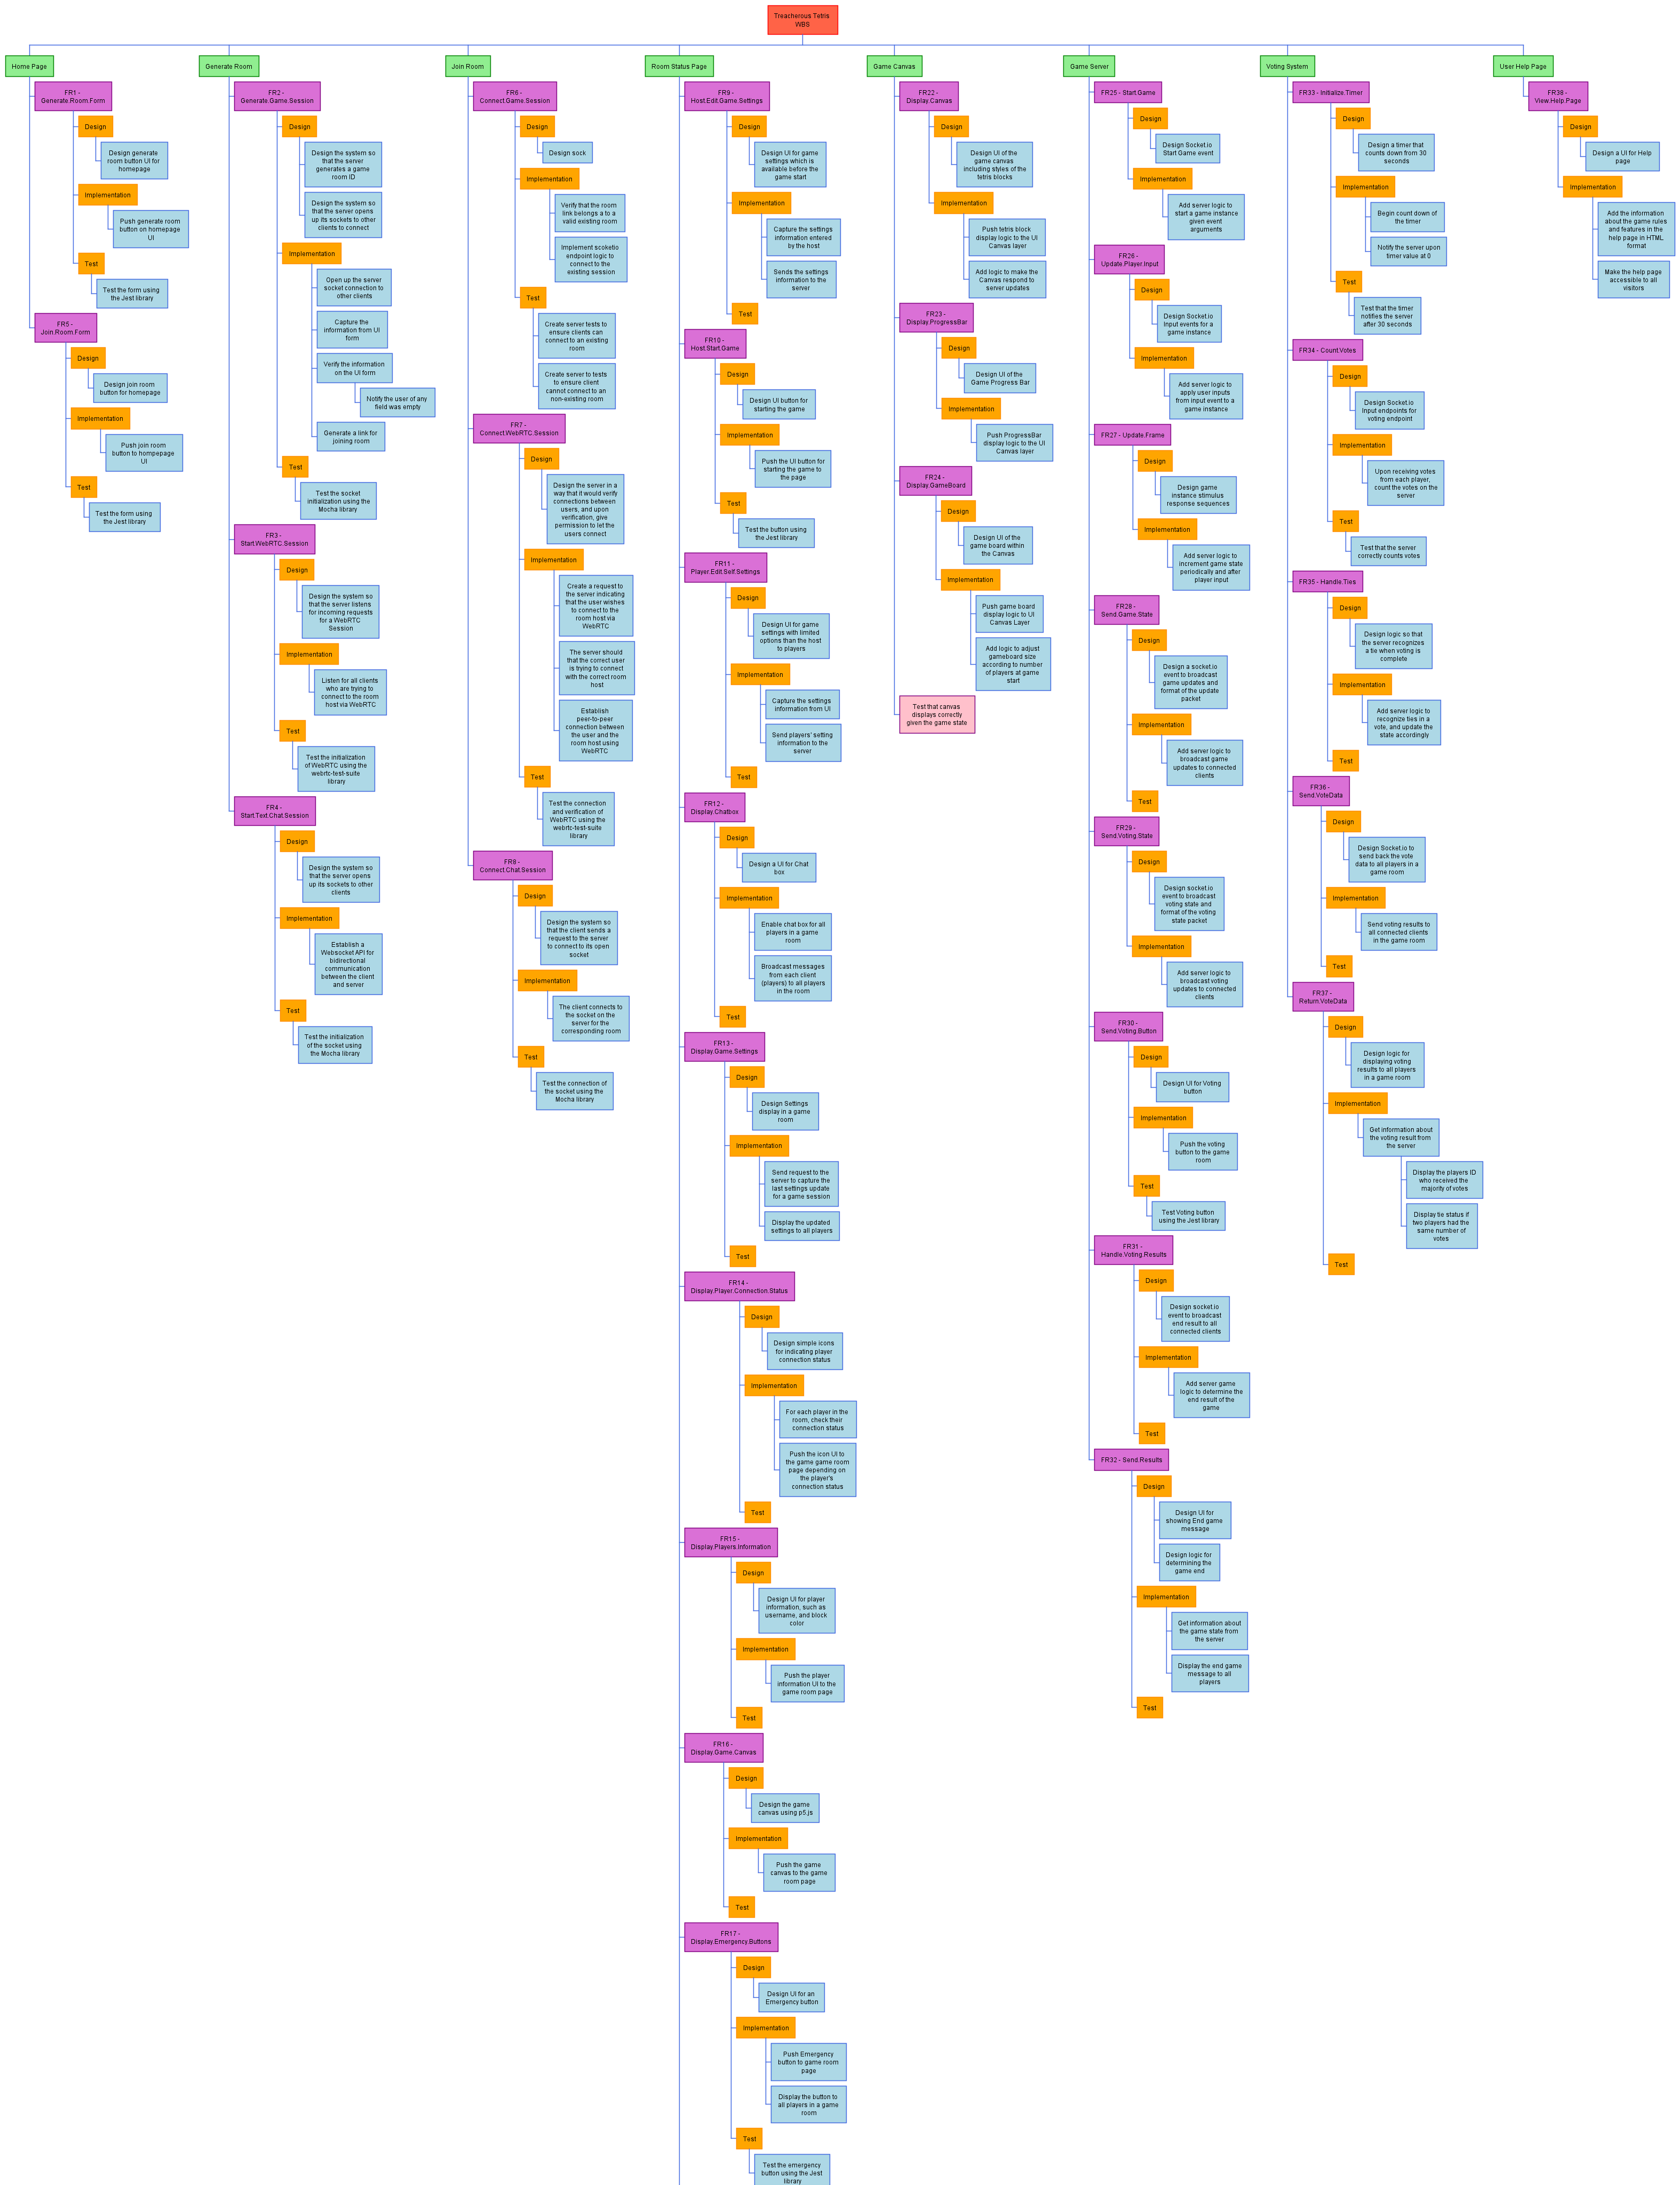 Treacherous Tetris
WBS
Home Page
FR1 -
Generate.Room.Form
Design
Design generate
room button UI for
homepage
Implementation
Push generate room
button on homepage
UI
Test
Test the form using
the Jest library
FR5 -
Join.Room.Form
Design
Design join room
button for homepage
Implementation
Push join room
button to hompepage
UI
Test
Test the form using
the Jest library
Generate Room
FR2 -
Generate.Game.Session
Design
Design the system so
that the server
generates a game
room ID
Design the system so
that the server opens
up its sockets to other
clients to connect
Implementation
Open up the server
socket connection to
other clients
Capture the
information from UI
form
Verify the information
on the UI form
Notify the user of any
field was empty
Generate a link for
joining room
Test
Test the socket
initialization using the
Mocha library
FR3 -
Start.WebRTC.Session
Design
Design the system so
that the server listens
for incoming requests
for a WebRTC
Session
Implementation
Listen for all clients
who are trying to
connect to the room
host via WebRTC
Test
Test the initialization
of WebRTC using the
webrtc-test-suite
library
FR4 -
Start.Text.Chat.Session
Design
Design the system so
that the server opens
up its sockets to other
clients
Implementation
Establish a
Websocket API for
bidirectional
communication
between the client
and server
Test
Test the initialization
of the socket using
the Mocha library
Join Room
FR6 -
Connect.Game.Session
Design
Design sock
Implementation
Verify that the room
link belongs a to a
valid existing room
Implement scoketio
endpoint logic to
connect to the
existing session
Test
Create server tests to
ensure clients can
connect to an existing
room
Create server to tests
to ensure client
cannot connect to an
non-existing room
FR7 -
Connect.WebRTC.Session
Design
Design the server in a
way that it would verify
connections between
users, and upon
verification, give
permission to let the
users connect
Implementation
Create a request to
the server indicating
that the user wishes
to connect to the
room host via
WebRTC
The server should
that the correct user
is trying to connect
with the correct room
host
Establish
peer-to-peer
connection between
the user and the
room host using
WebRTC
Test
Test the connection
and verification of
WebRTC using the
webrtc-test-suite
library
FR8 -
Connect.Chat.Session
Design
Design the system so
that the client sends a
request to the server
to connect to its open
socket
Implementation
The client connects to
the socket on the
server for the
corresponding room
Test
Test the connection of
the socket using the
Mocha library
Room Status Page
FR9 -
Host.Edit.Game.Settings
Design
Design UI for game
settings which is
available before the
game start
Implementation
Capture the settings
information entered
by the host
Sends the settings
information to the
server
Test
FR10 -
Host.Start.Game
Design
Design UI button for
starting the game
Implementation
Push the UI button for
starting the game to
the page
Test
Test the button using
the Jest library
FR11 -
Player.Edit.Self.Settings
Design
Design UI for game
settings with limited
options than the host
to players
Implementation
Capture the settings
information from UI
Send players' setting
information to the
server
Test
FR12 -
Display.Chatbox
Design
Design a UI for Chat
box
Implementation
Enable chat box for all
players in a game
room
Broadcast messages
from each client
(players) to all players
in the room
Test
FR13 -
Display.Game.Settings
Design
Design Settings
display in a game
room
Implementation
Send request to the
server to capture the
last settings update
for a game session
Display the updated
settings to all players
Test
FR14 -
Display.Player.Connection.Status
Design
Design simple icons
for indicating player
connection status
Implementation
For each player in the
room, check their
connection status
Push the icon UI to
the game game room
page depending on
the player's
connection status
Test
FR15 -
Display.Players.Information
Design
Design UI for player
information, such as
username, and block
color
Implementation
Push the player
information UI to the
game room page
Test
FR16 -
Display.Game.Canvas
Design
Design the game
canvas using p5.js
Implementation
Push the game
canvas to the game
room page
Test
FR17 -
Display.Emergency.Buttons
Design
Design UI for an
Emergency button
Implementation
Push Emergency
button to game room
page
Display the button to
all players in a game
room
Test
Test the emergency
button using the Jest
library
Game Canvas
FR22 -
Display.Canvas
Design
Design UI of the
game canvas
including styles of the
tetris blocks
Implementation
Push tetris block
display logic to the UI
Canvas layer
Add logic to make the
Canvas respond to
server updates
FR23 -
Display.ProgressBar
Design
Design UI of the
Game Progress Bar
Implementation
Push ProgressBar
display logic to the UI
Canvas layer
FR24 -
Display.GameBoard
Design
Design UI of the
game board within
the Canvas
Implementation
Push game board
display logic to UI
Canvas Layer
Add logic to adjust
gameboard size
according to number
of players at game
start
Test that canvas
displays correctly
given the game state
Game Server
FR25 - Start.Game
Design
Design Socket.io
Start Game event
Implementation
Add server logic to
start a game instance
given event
arguments
FR26 -
Update.Player.Input
Design
Design Socket.io
Input events for a
game instance
Implementation
Add server logic to
apply user inputs
from input event to a
game instance
FR27 - Update.Frame
Design
Design game
instance stimulus
response sequences
Implementation
Add server logic to
increment game state
periodically and after
player input
FR28 -
Send.Game.State
Design
Design a socket.io
event to broadcast
game updates and
format of the update
packet
Implementation
Add server logic to
broadcast game
updates to connected
clients
Test
FR29 -
Send.Voting.State
Design
Design socket.io
event to broadcast
voting state and
format of the voting
state packet
Implementation
Add server logic to
broadcast voting
updates to connected
clients
FR30 -
Send.Voting.Button
Design
Design UI for Voting
button
Implementation
Push the voting
button to the game
room
Test
Test Voting button
using the Jest library
FR31 -
Handle.Voting.Results
Design
Design socket.io
event to broadcast
end result to all
connected clients
Implementation
Add server game
logic to determine the
end result of the
game
Test
FR32 - Send.Results
Design
Design UI for
showing End game
message
Design logic for
determining the
game end
Implementation
Get information about
the game state from
the server
Display the end game
message to all
players
Test
Voting System
FR33 - Initialize.Timer
Design
Design a timer that
counts down from 30
seconds
Implementation
Begin count down of
the timer
Notify the server upon
timer value at 0
Test
Test that the timer
notifies the server
after 30 seconds
FR34 - Count.Votes
Design
Design Socket.io
Input endpoints for
voting endpoint
Implementation
Upon receiving votes
from each player,
count the votes on the
server
Test
Test that the server
correctly counts votes
FR35 - Handle.Ties
Design
Design logic so that
the server recognizes
a tie when voting is
complete
Implementation
Add server logic to
recognize ties in a
vote, and update the
state accordingly
Test
FR36 -
Send.VoteData
Design
Design Socket.io to
send back the vote
data to all players in a
game room
Implementation
Send voting results to
all connected clients
in the game room
Test
FR37 -
Return.VoteData
Design
Design logic for
displaying voting
results to all players
in a game room
Implementation
Get information about
the voting result from
the server
Display the players ID
who received the
majority of votes
Display tie status if
two players had the
same number of
votes
Test
User Help Page
FR38 -
View.Help.Page
Design
Design a UI for Help
page
Implementation
Add the information
about the game rules
and features in the
help page in HTML
format
Make the help page
accessible to all
visitors